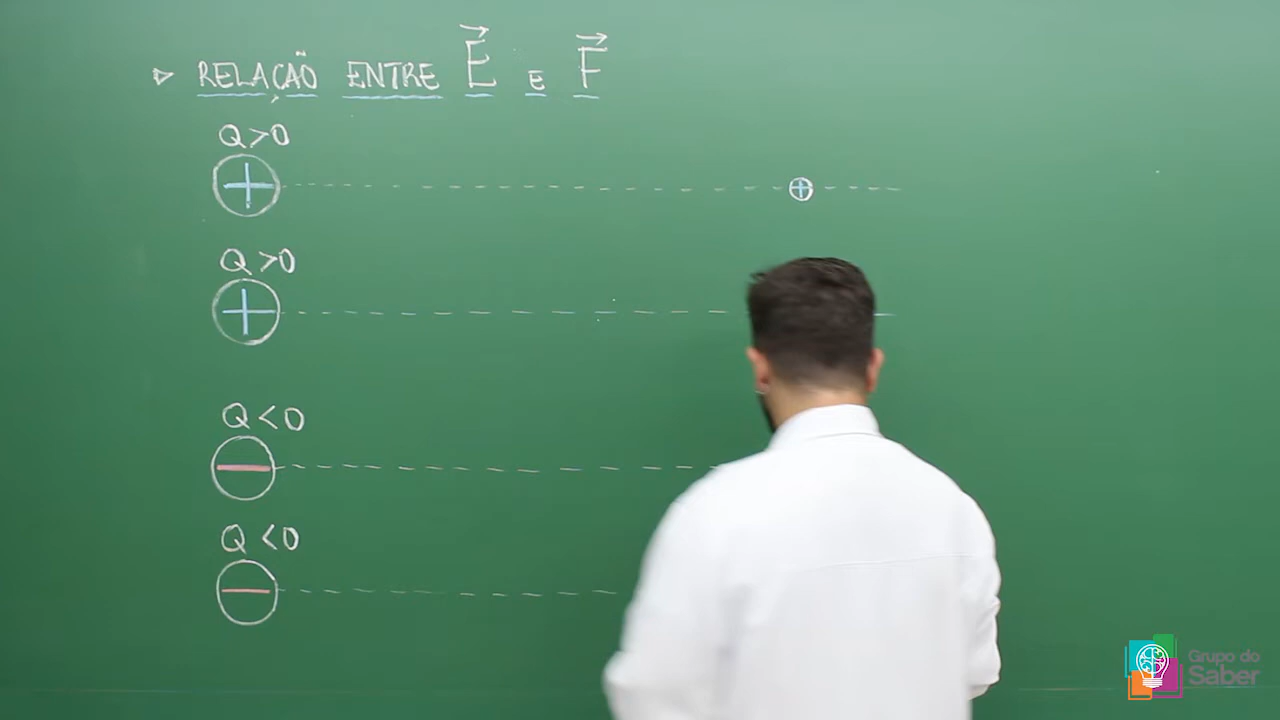 ▷ RELAÇÃO ENTRE E⃗ E F⃗
Q>0
+
+
Q>0
+
Q<0
−
Q<0
−
Grupo do
Saber